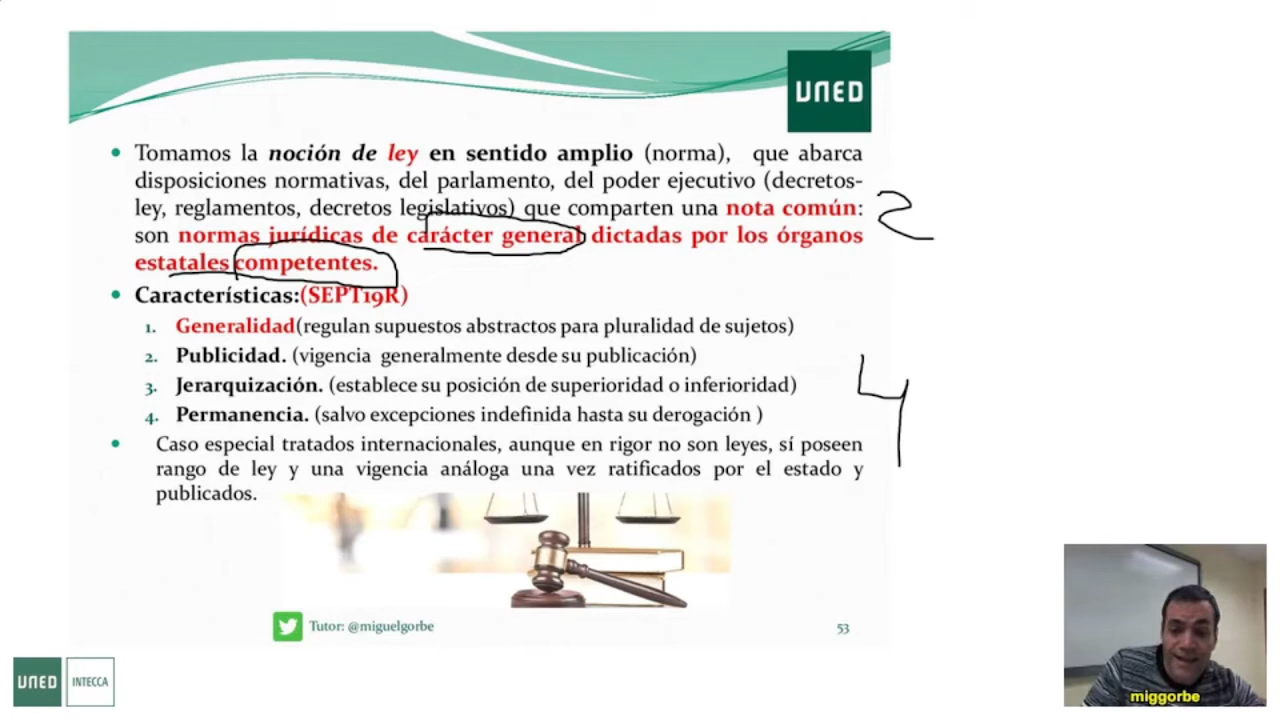 UNED
• Tomamos la noción de ley en sentido amplio (norma), que abarca
disposiciones normativas, del parlamento, del poder ejecutivo (decretos-
ley, reglamentos, decretos legislativos) que comparten una nota común:
son normas jurídicas de carácter general dictadas por los órganos
estatales competentes.
2
• Características:(SEPT19R)
1. Generalidad(regulan supuestos abstractos para pluralidad de sujetos)
2. Publicidad. (vigencia generalmente desde su publicación)
3. Jerarquización. (establece su posición de superioridad o inferioridad)
4. Permanencia. (salvo excepciones indefinida hasta su derogación )
4
• Caso especial tratados internacionales, aunque en rigor no son leyes, sí poseen
rango de ley y una vigencia análoga una vez ratificados por el estado y
publicados.
Tutor: @miguelgorbe
53
UNED INTECCA
miggorbe